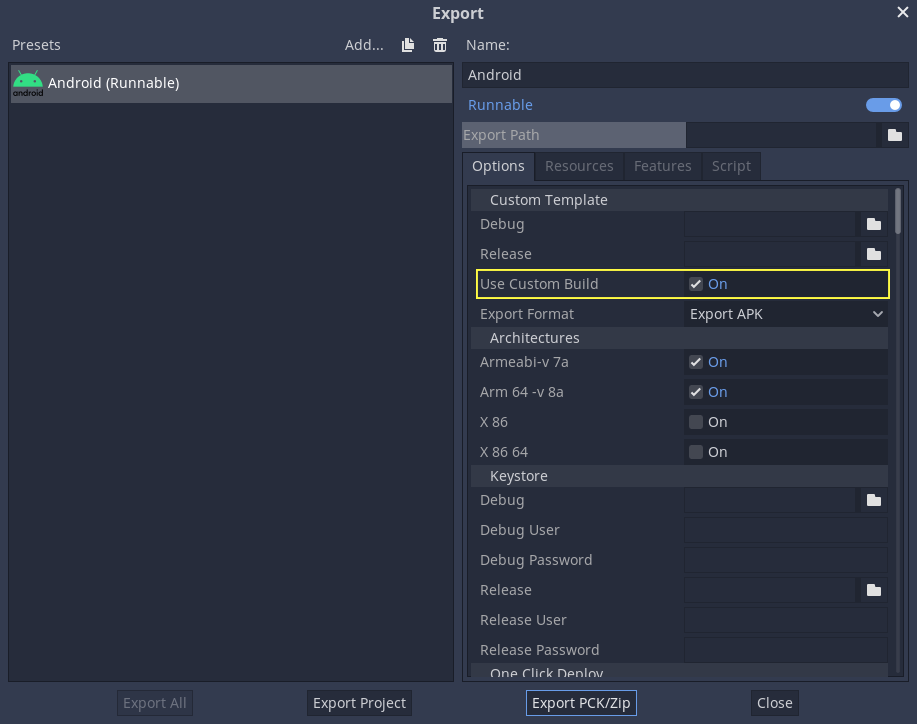 Export
Presets
Add...
Name:
android
Android (Runnable)
Android
Runnable
Export Path
Options Resources Features Script
Custom Template
Debug
Release
Use Custom Build On
Export Format Export APK
Architectures
Armeabi-v 7a On
Arm 64 -v 8a On
X 86 On
X 86 64 On
Keystore
Debug
Debug User
Debug Password
Release
Release User
Release Password
One Click Deploy
Export All Export Project Export PCK/Zip Close